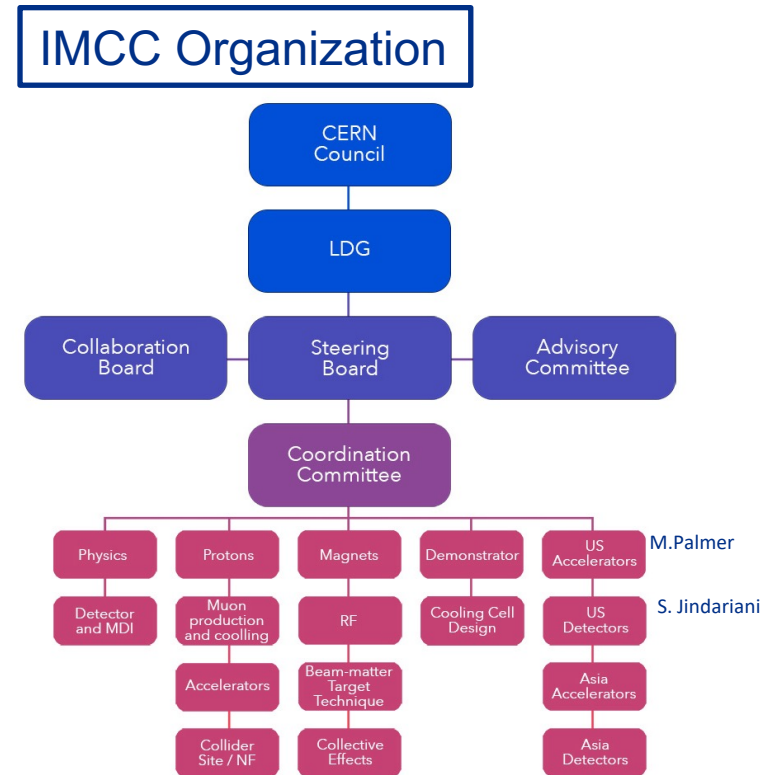 IMCC Organization
CERN
Council
LDG
Collaboration
Board
Steering
Board
Advisory
Committee
Coordination
Committee
Physics
Protons
Magnets
Demonstrator
US
Accelerators
M.Palmer
Detector
and MDI
Muon
production
and coolling
RF
Cooling Cell
Design
US
Detectors
S. Jindariani
Accelerators
Beam-matter
Target
Technique
Asia
Accelerators
Collider
Site / NF
Collective
Effects
Asia
Detectors